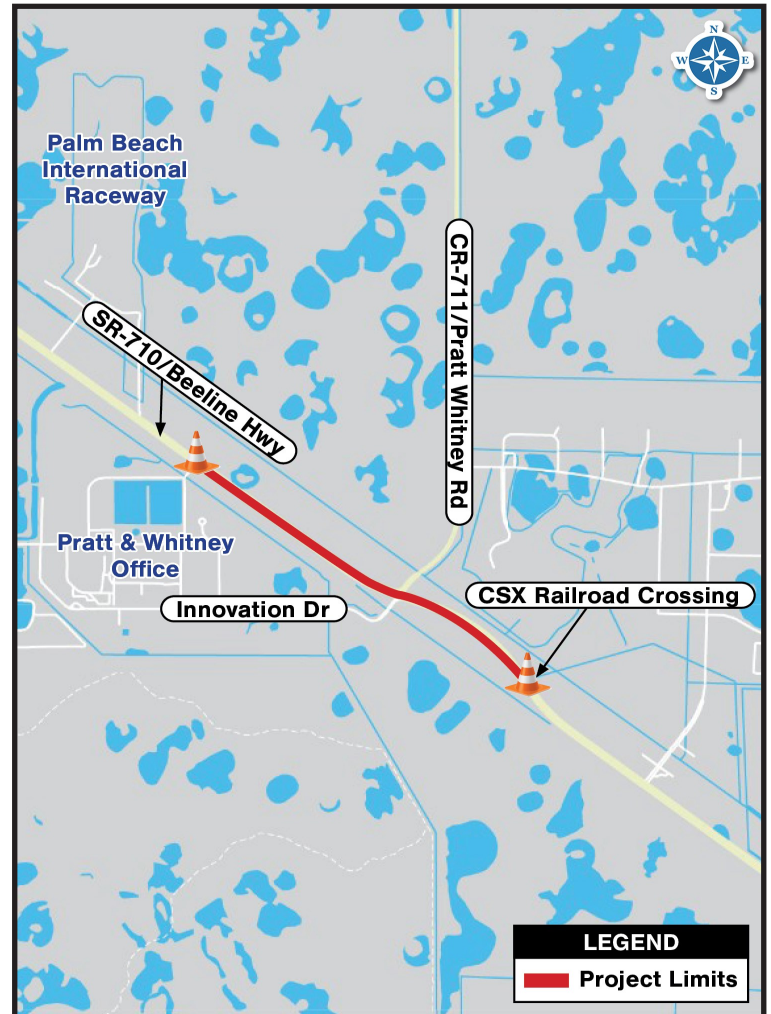 N
W E
S
Palm Beach
International
Raceway
CR-711/Pratt Whitney Rd
SR-710/Beeline Hwy
Pratt & Whitney
Office
Innovation Dr
CSX Railroad Crossing
LEGEND
Project Limits